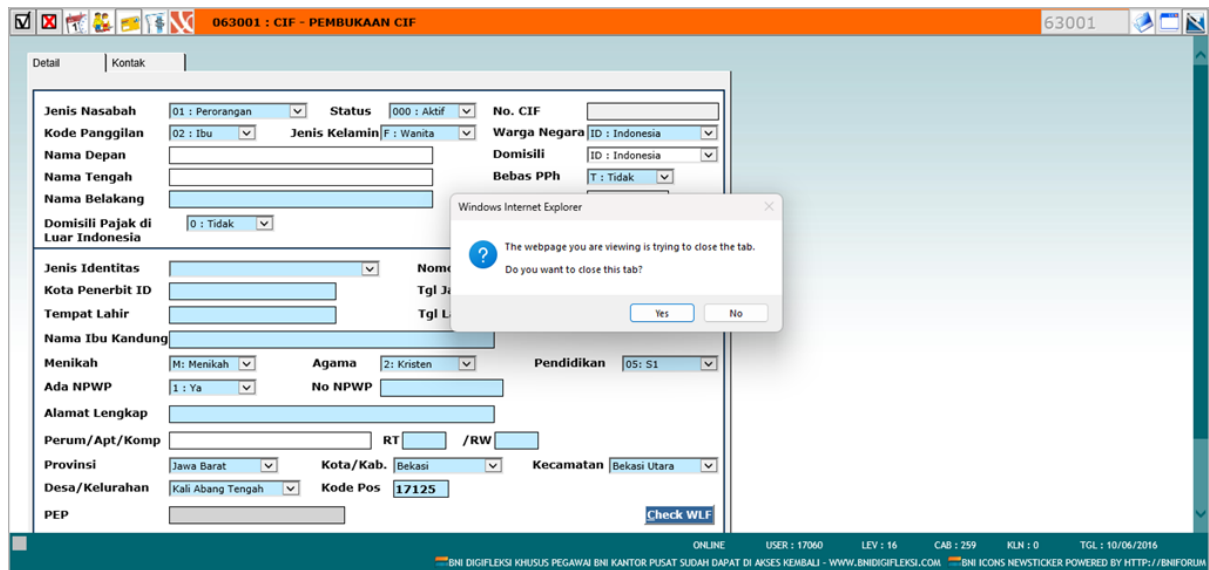 063001 : CIF - PEMBUKAAN CIF 63001
Detail Kontak
Jenis Nasabah 01 : Perorangan Status 000 : Aktif No. CIF
Kode Panggilan 02 : Ibu Jenis Kelamin F : Wanita Warga Negara ID : Indonesia
Nama Depan Domisili ID : Indonesia
Nama Tengah Bebas PPh T : Tidak
Nama Belakang
Windows Internet Explorer
Domisili Pajak di Luar Indonesia 0 : Tidak
The webpage you are viewing is trying to close the tab.
Do you want to close this tab?
Yes No
Jenis Identitas
Kota Penerbit ID Tgl
Tempat Lahir Tgl
Nama Ibu Kandung
Menikah M: Menikah Agama 2: Kristen Pendidikan 05: S1
Ada NPWP 1 : Ya No NPWP
Alamat Lengkap
Perum/Apt/Komp RT /RW
Provinsi Jawa Barat Kota/Kab. Bekasi Kecamatan Bekasi Utara
Desa/Kelurahan Kali Abang Tengah Kode Pos 17125
PEP Check WLF
ONLINE USER : 17060 LEV : 16 CAB : 259 KLN : 0 TGL : 10/06/2016
BNI DIGIFLEKSI KHUSUS PEGAWAI BNI KANTOR PUSAT SUDAH DAPAT DI AKSES KEMBALI - WWW.BNIDIGIFLEKSI.COM BNI ICONS NEWSTICKER POWERED BY HTTP://BNIFORUM